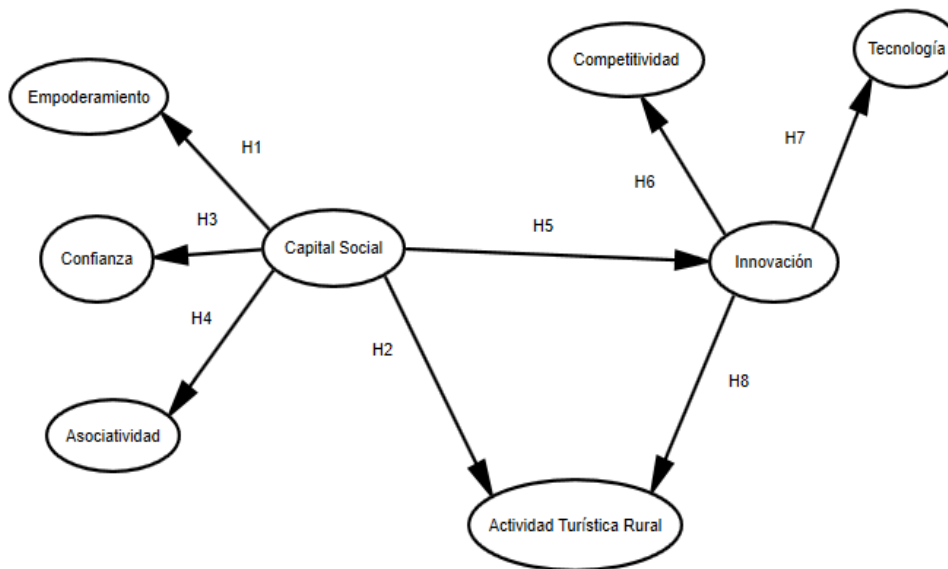 Tecnología
Competitividad
Empoderamiento
H7
H1
H6
H3
H5
Capital Social
Confianza
Innovación
H4
H2
H8
Asociatividad
Actividad Turística Rural